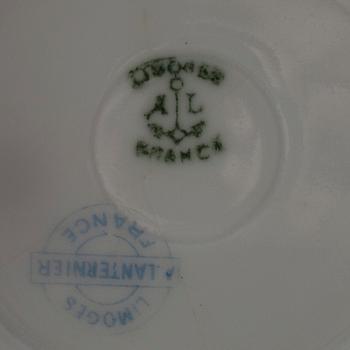 LIMOGES
A L
FRANCE
FRANCE
A. LANTERNIER
LIMOGES